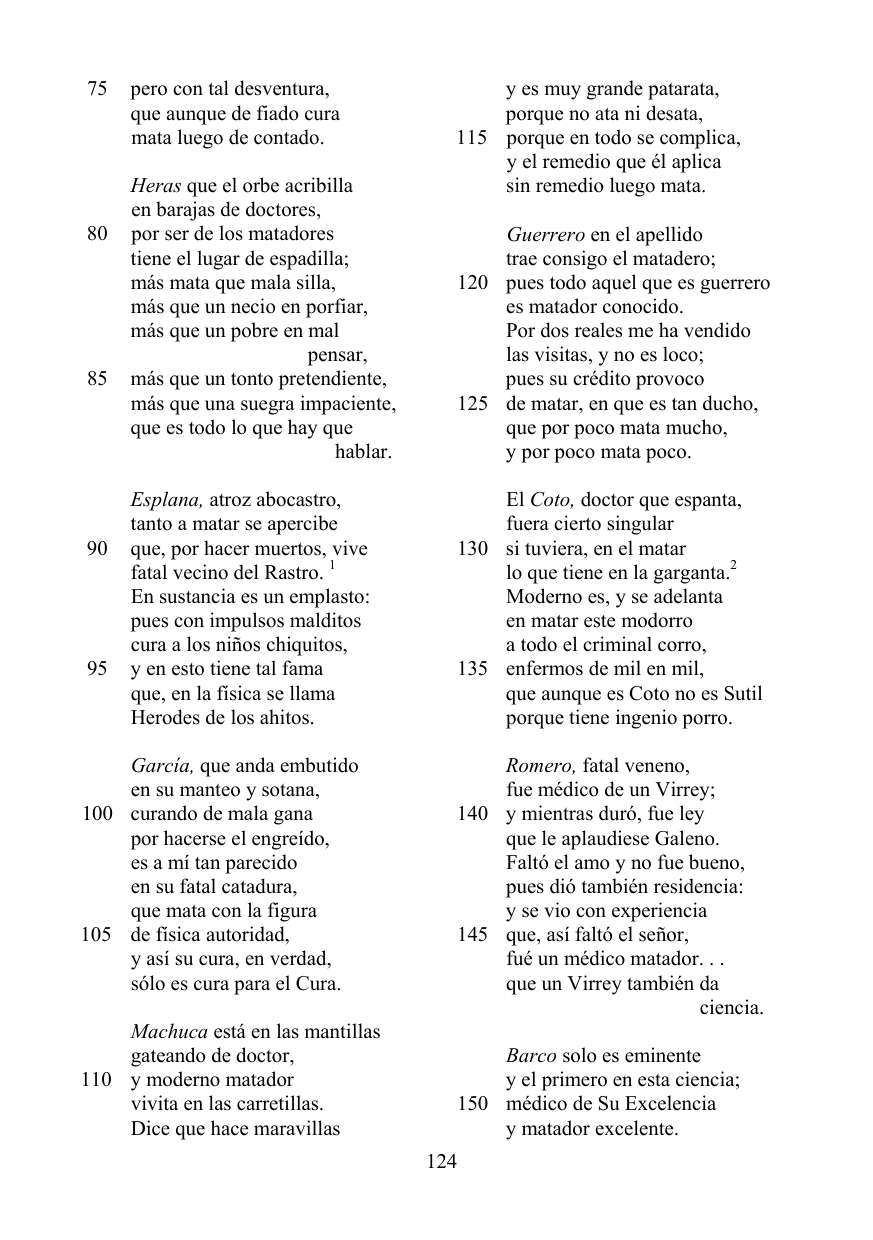 75 pero con tal desventura,
que aunque de fiado cura
mata luego de contado.

Heras que el orbe acribilla
en barajas de doctores,
80 por ser de los matadores
tiene el lugar de espadilla;
más mata que mala silla,
más que un necio en porfiar,
más que un pobre en mal
pensar,
85 más que un tonto pretendiente,
más que una suegra impaciente,
que es todo lo que hay que
hablar.

Esplana, atroz abocastro,
tanto a matar se apercibe
90 que, por hacer muertos, vive
fatal vecino del Rastro. 1
En sustancia es un emplasto:
pues con impulsos malditos
cura a los niños chiquitos,
95 y en esto tiene tal fama
que, en la física se llama
Herodes de los ahitos.

García, que anda embutido
en su manteo y sotana,
100 curando de mala gana
por hacerse el engreído,
es a mí tan parecido
en su fatal catadura,
que mata con la figura
105 de física autoridad,
y así su cura, en verdad,
sólo es cura para el Cura.

Machuca está en las mantillas
gateando de doctor,
110 y moderno matador
vivita en las carretillas.
Dice que hace maravillas
y es muy grande patarata,
porque no ata ni desata,
115 porque en todo se complica,
y el remedio que él aplica
sin remedio luego mata.

Guerrero en el apellido
trae consigo el matadero;
120 pues todo aquel que es guerrero
es matador conocido.
Por dos reales me ha vendido
las visitas, y no es loco;
pues su crédito provoco
125 de matar, en que es tan ducho,
que por poco mata mucho,
y por poco mata poco.

El Coto, doctor que espanta,
fuera cierto singular
130 si tuviera, en el matar
lo que tiene en la garganta.2
Moderno es, y se adelanta
en matar este modorro
a todo el criminal corro,
135 enfermos de mil en mil,
que aunque es Coto no es Sutil
porque tiene ingenio porro.

Romero, fatal veneno,
fue médico de un Virrey;
140 y mientras duró, fue ley
que le aplaudiese Galeno.
Faltó el amo y no fue bueno,
pues dió también residencia:
y se vio con experiencia
145 que, así faltó el señor,
fué un médico matador. . .
que un Virrey también da
ciencia.

Barco solo es eminente
y el primero en esta ciencia;
150 médico de Su Excelencia
y matador excelente.
124